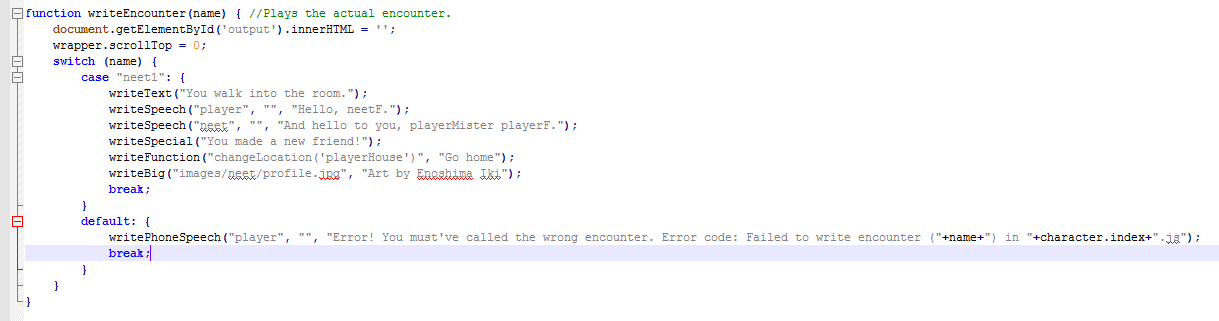 function writeEncounter(name) { //Plays the actual encounter.
    document.getElementById('output').innerHTML = '';
    wrapper.scrollTop = 0;
    switch (name) {
        case "neet1": {
            writeText("You walk into the room.");
            writeSpeech("player", "", "Hello, neetF.");
            writeSpeech("neet", "", "And hello to you, playerMister playerF.");
            writeSpecial("You made a new friend!");
            writeFunction("changeLocation('playerHouse')", "Go home");
            writeBig("images/neet/profile.jpg", "Art by Enoshima Iki");
            break;
        }
        default: {
            writePhoneSpeech("player", "", "Error! You must've called the wrong encounter. Error code: Failed to write encounter ("+name+") in "+character.index+".js");
            break;
        }
    }
}